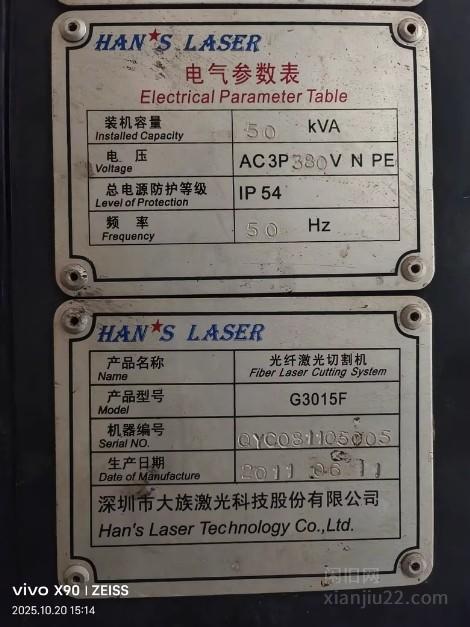 HAN★S LASER
电气参数表
Electrical Parameter Table
装机容量 50 kVA
Installed Capacity
电 压 AC3P380V N PE
Voltage
总电源防护等级 IP 54
Level of Protection
频 率 50 Hz
Frequency
HAN★S LASER
产品名称 光纤激光切割机
Name Fiber Laser Cutting System
产品型号 G3015F
Model
机器编号 QYC081105005
Serial NO.
生产日期 2011 06 11
Date of Manufacture
深圳市大族激光科技股份有限公司
Han's Laser Technology Co.,Ltd.
vivo X90 | ZEISS
2025.10.20 15:14
闲旧网
xianjiu22.com